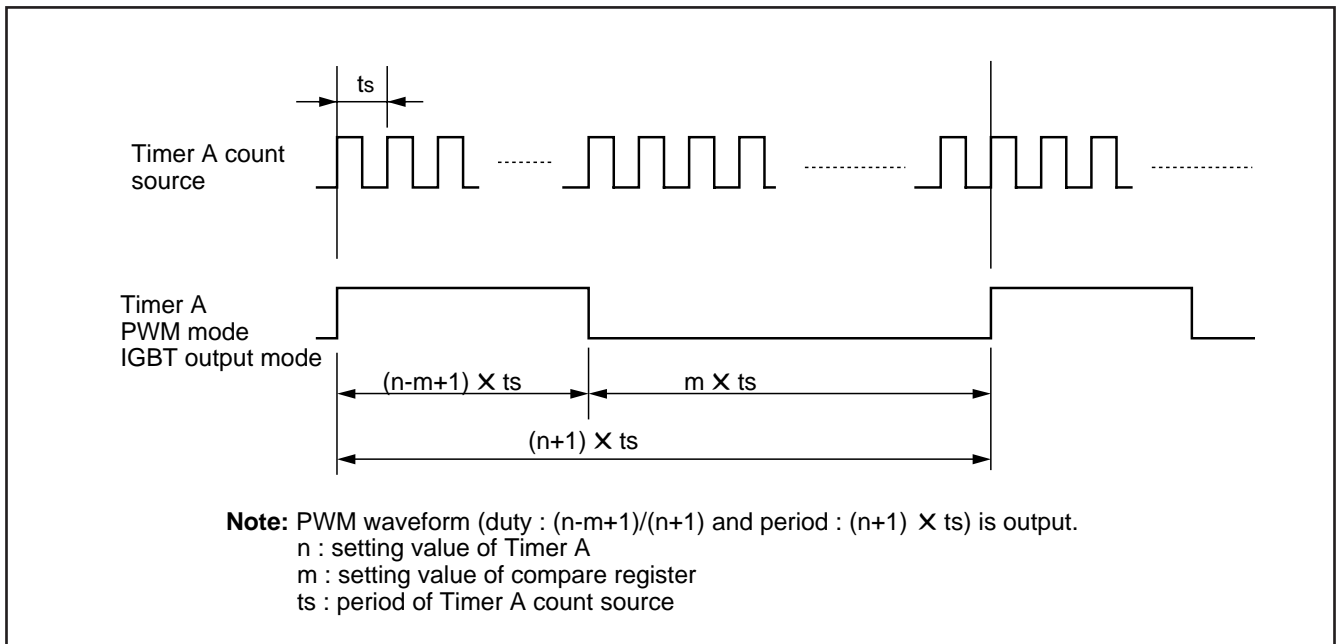 ts
Timer A count
source
Timer A
PWM mode
IGBT output mode
(n-m+1) ✕ ts
m ✕ ts
(n+1) ✕ ts
Note: PWM waveform (duty : (n-m+1)/(n+1) and period : (n+1) ✕ ts) is output.
n : setting value of Timer A
m : setting value of compare register
ts : period of Timer A count source